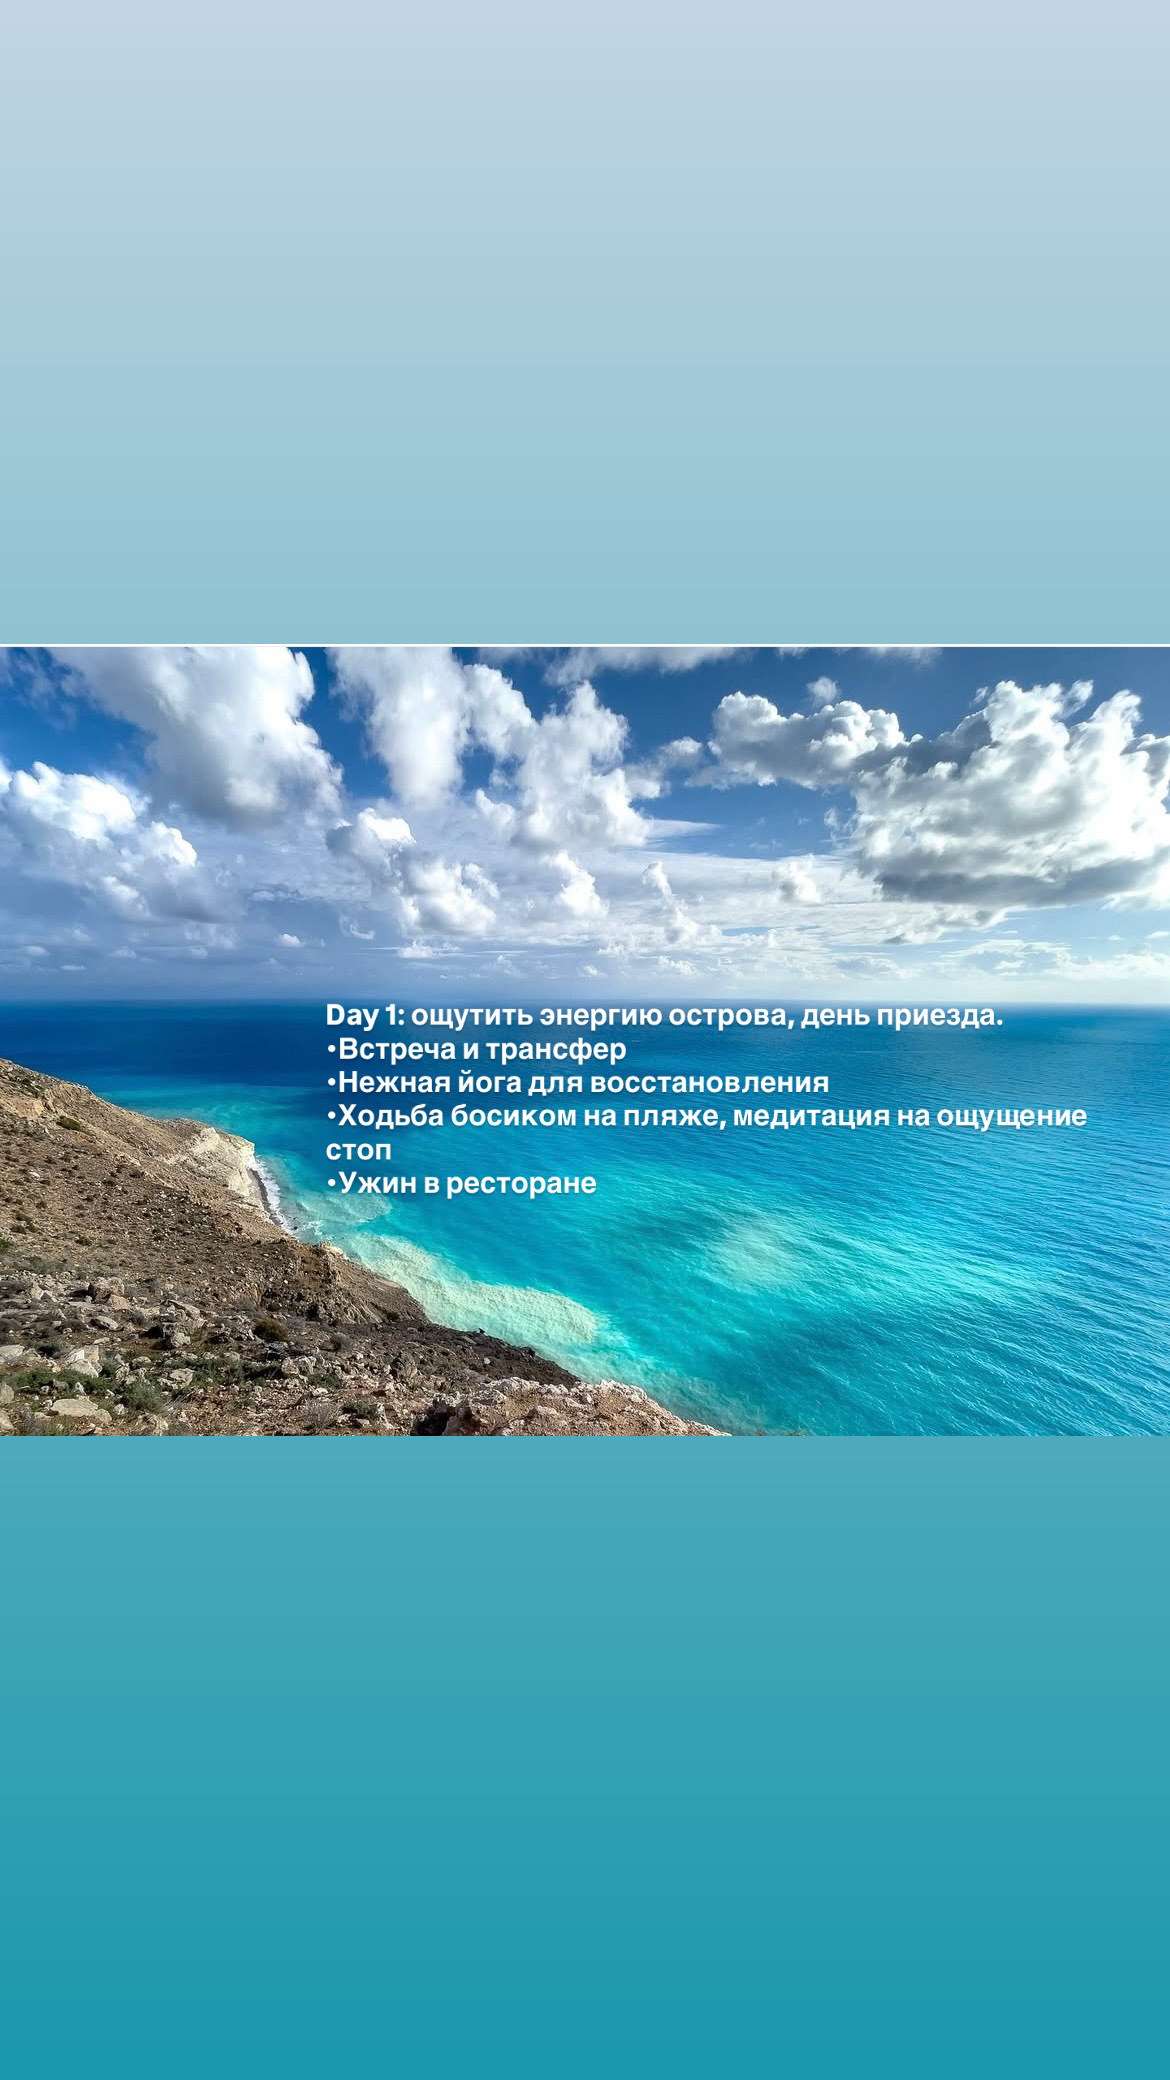 Day 1: ощутить энергию острова, день приезда.
•Встреча и трансфер
•Нежная йога для восстановления
•Ходьба босиком на пляже, медитация на ощущение
стоп
•Ужин в ресторане